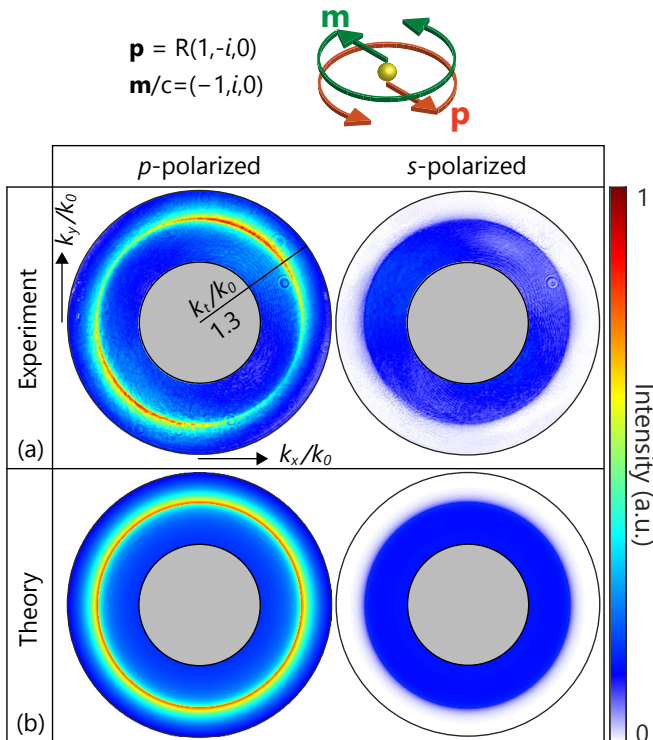 p = R(1,-i,0)
m/c=(−1,i,0)
m
p
p-polarized
s-polarized
Experiment
(a)
k_y/k_0
k_t/k_0
1.3
k_x/k_0
Theory
(b)
1
Intensity (a.u.)
0